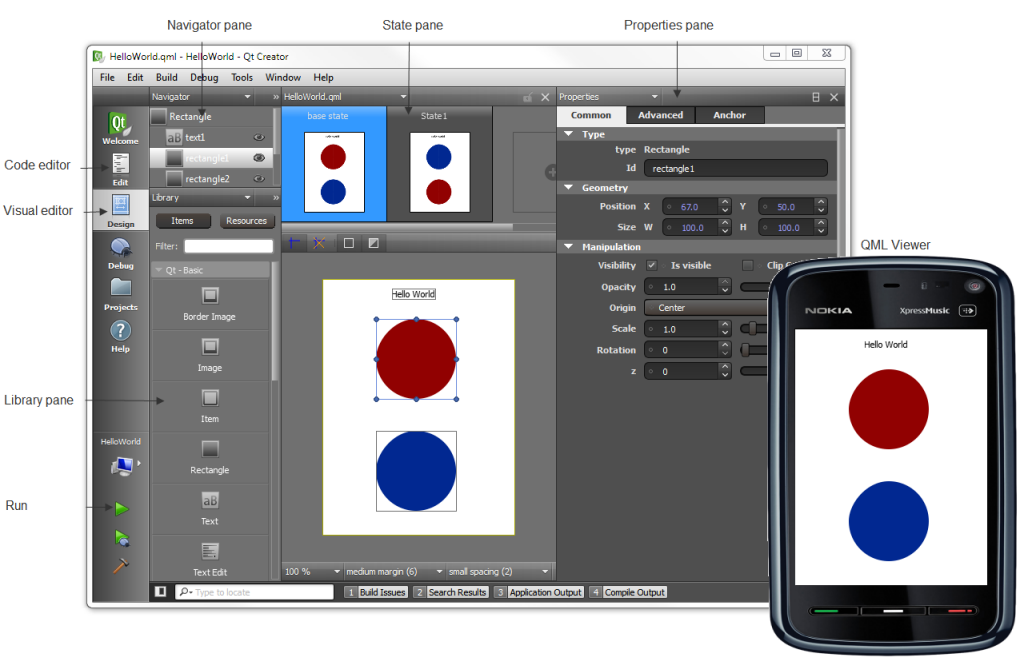 Navigator pane
State pane
Properties pane
HelloWorld.qml - HelloWorld - Qt Creator
File Edit Build Debug Tools Window Help
Navigator
HelloWorld.qml
Properties
Rectangle
text1
rectangle1
rectangle2
base state
State1
Common Advanced Anchor
Type
type Rectangle
Id rectangle1
Geometry
Position X 67.0 Y 50.0
Size W 100.0 H 100.0
Manipulation
Visibility Is visible Clip
Opacity 1.0
Origin Center
Scale 1.0
Rotation 0
z 0
Code editor
Visual editor
Library pane
Run
Qt
Welcome
Edit
Design
Debug
Projects
Help
HelloWorld
Library
Items Resources
Filter:
Qt - Basic
Border Image
Image
Item
Rectangle
aB
Text
Text Edit
Hello World
100 % medium margin (6) small spacing (2)
Type to locate
1 Build Issues 2 Search Results 3 Application Output 4 Compile Output
QML Viewer
NOKIA XpressMusic
Hello World